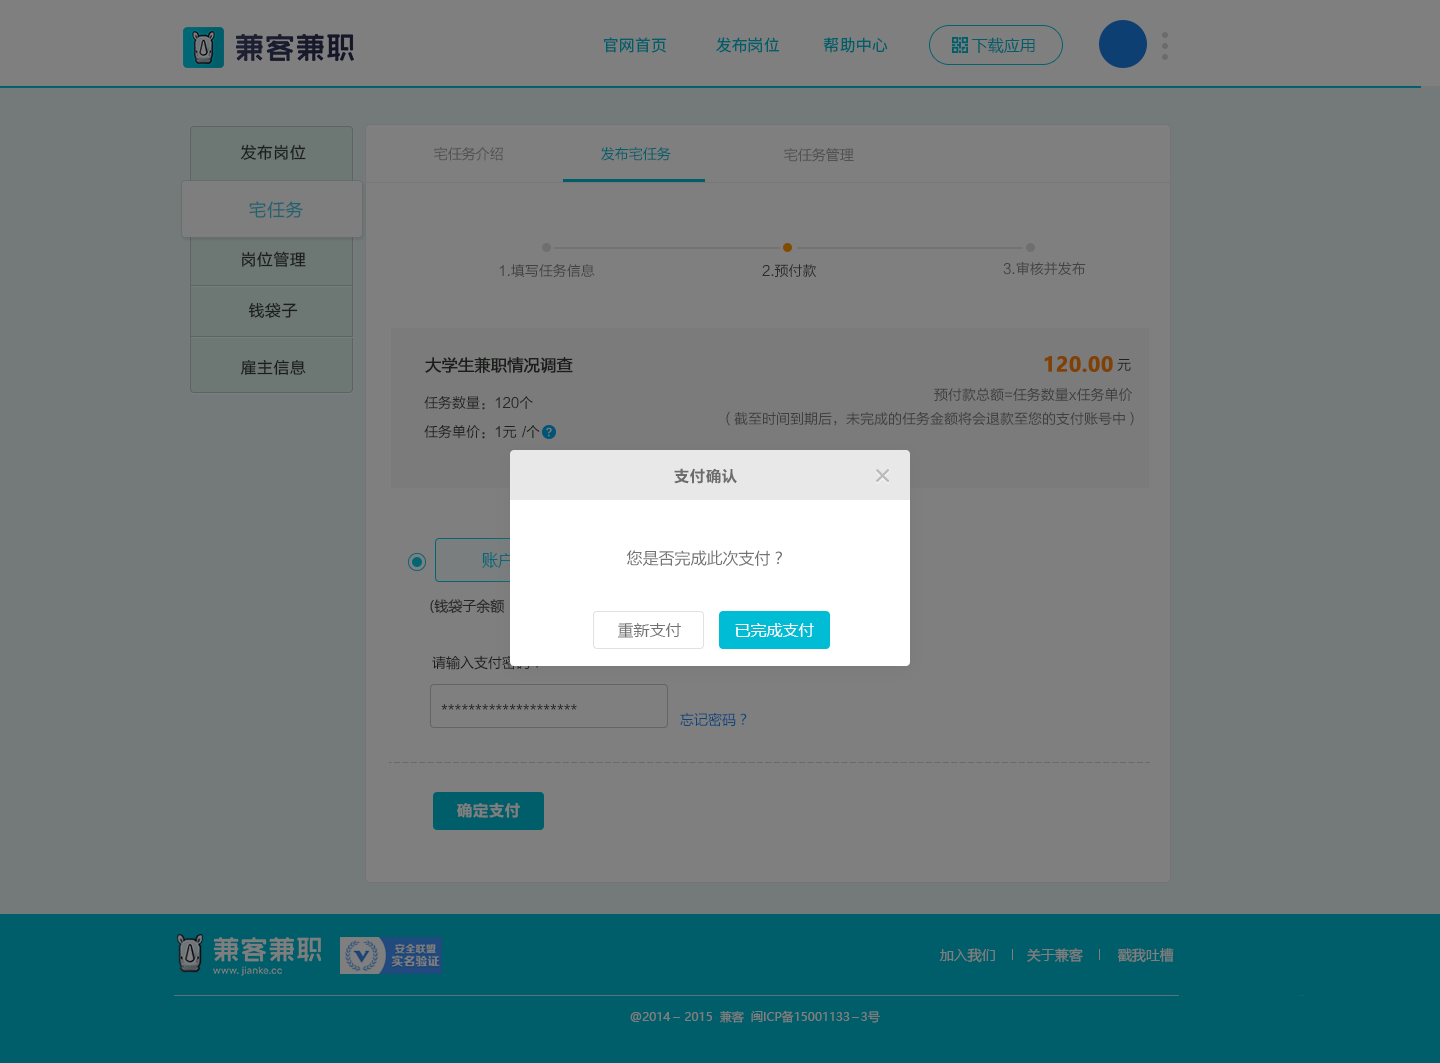 兼客兼职
官网首页 发布岗位 帮助中心 下载应用
发布岗位
宅任务
岗位管理
钱袋子
雇主信息
宅任务介绍 发布宅任务 宅任务管理
1.填写任务信息 2.预付款 3.审核并发布
大学生兼职情况调查
120.00 元
任务数量：120个
预付款总额=任务数量x任务单价
任务单价：1元 /个 ?
（截至时间到期后，未完成的任务金额将会退款至您的支付账号中）
支付确认
您是否完成此次支付？
重新支付 已完成支付
账户
(钱袋子余额
请输入支付密码：
********************
忘记密码？
确定支付
兼客兼职
www.jianke.cc
安全联盟
实名验证
加入我们 | 关于兼客 | 戳我吐槽
@2014－2015 兼客 闽ICP备15001133－3号